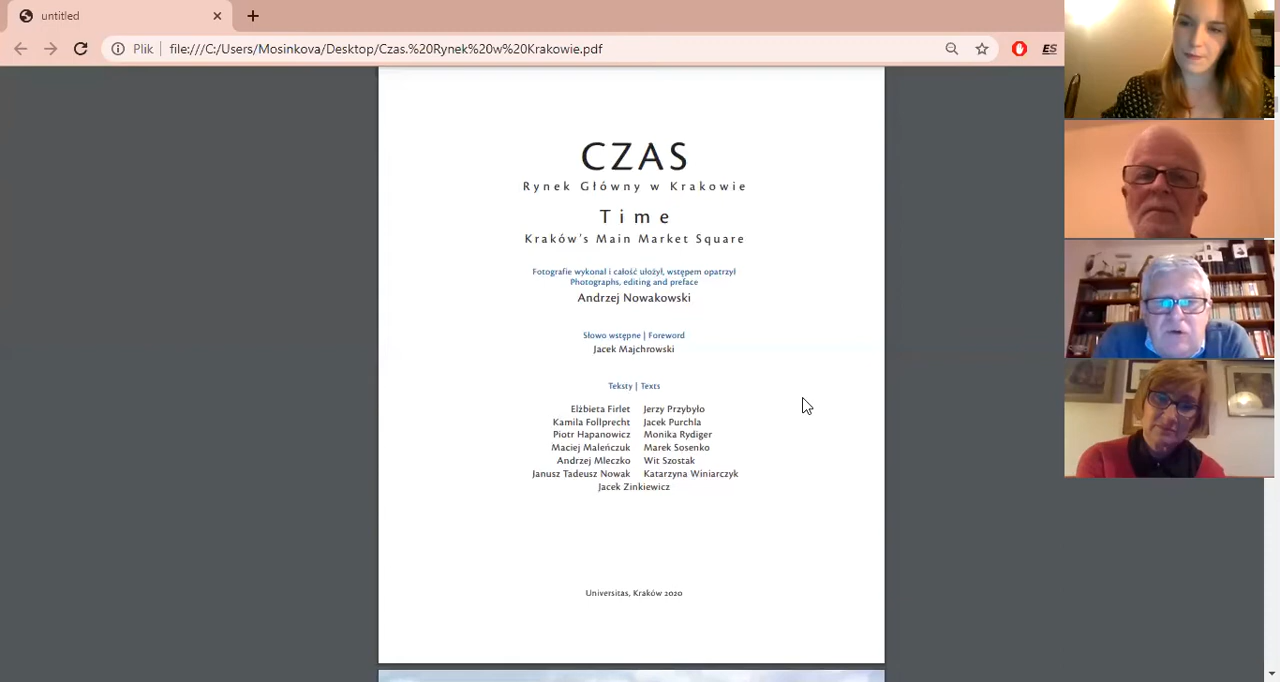 untitled
Plik
file:///C:/Users/Mosinkova/Desktop/Czas.%20Rynek%20w%20Krakowie.pdf
ES
CZAS
Rynek Główny w Krakowie
Time
Kraków's Main Market Square
Fotografie wykonał i całość ułożył, wstępem opatrzył
Photographs, editing and preface
Andrzej Nowakowski
Słowo wstępne | Foreword
Jacek Majchrowski
Teksty | Texts
Elżbieta Firlet Jerzy Przybyło
Kamila Follprecht Jacek Purchla
Piotr Hapanowicz Monika Rydiger
Maciej Maleńczuk Marek Sosenko
Andrzej Mleczko Wit Szostak
Janusz Tadeusz Nowak Katarzyna Winiarczyk
Jacek Zinkiewicz
Universitas, Kraków 2020